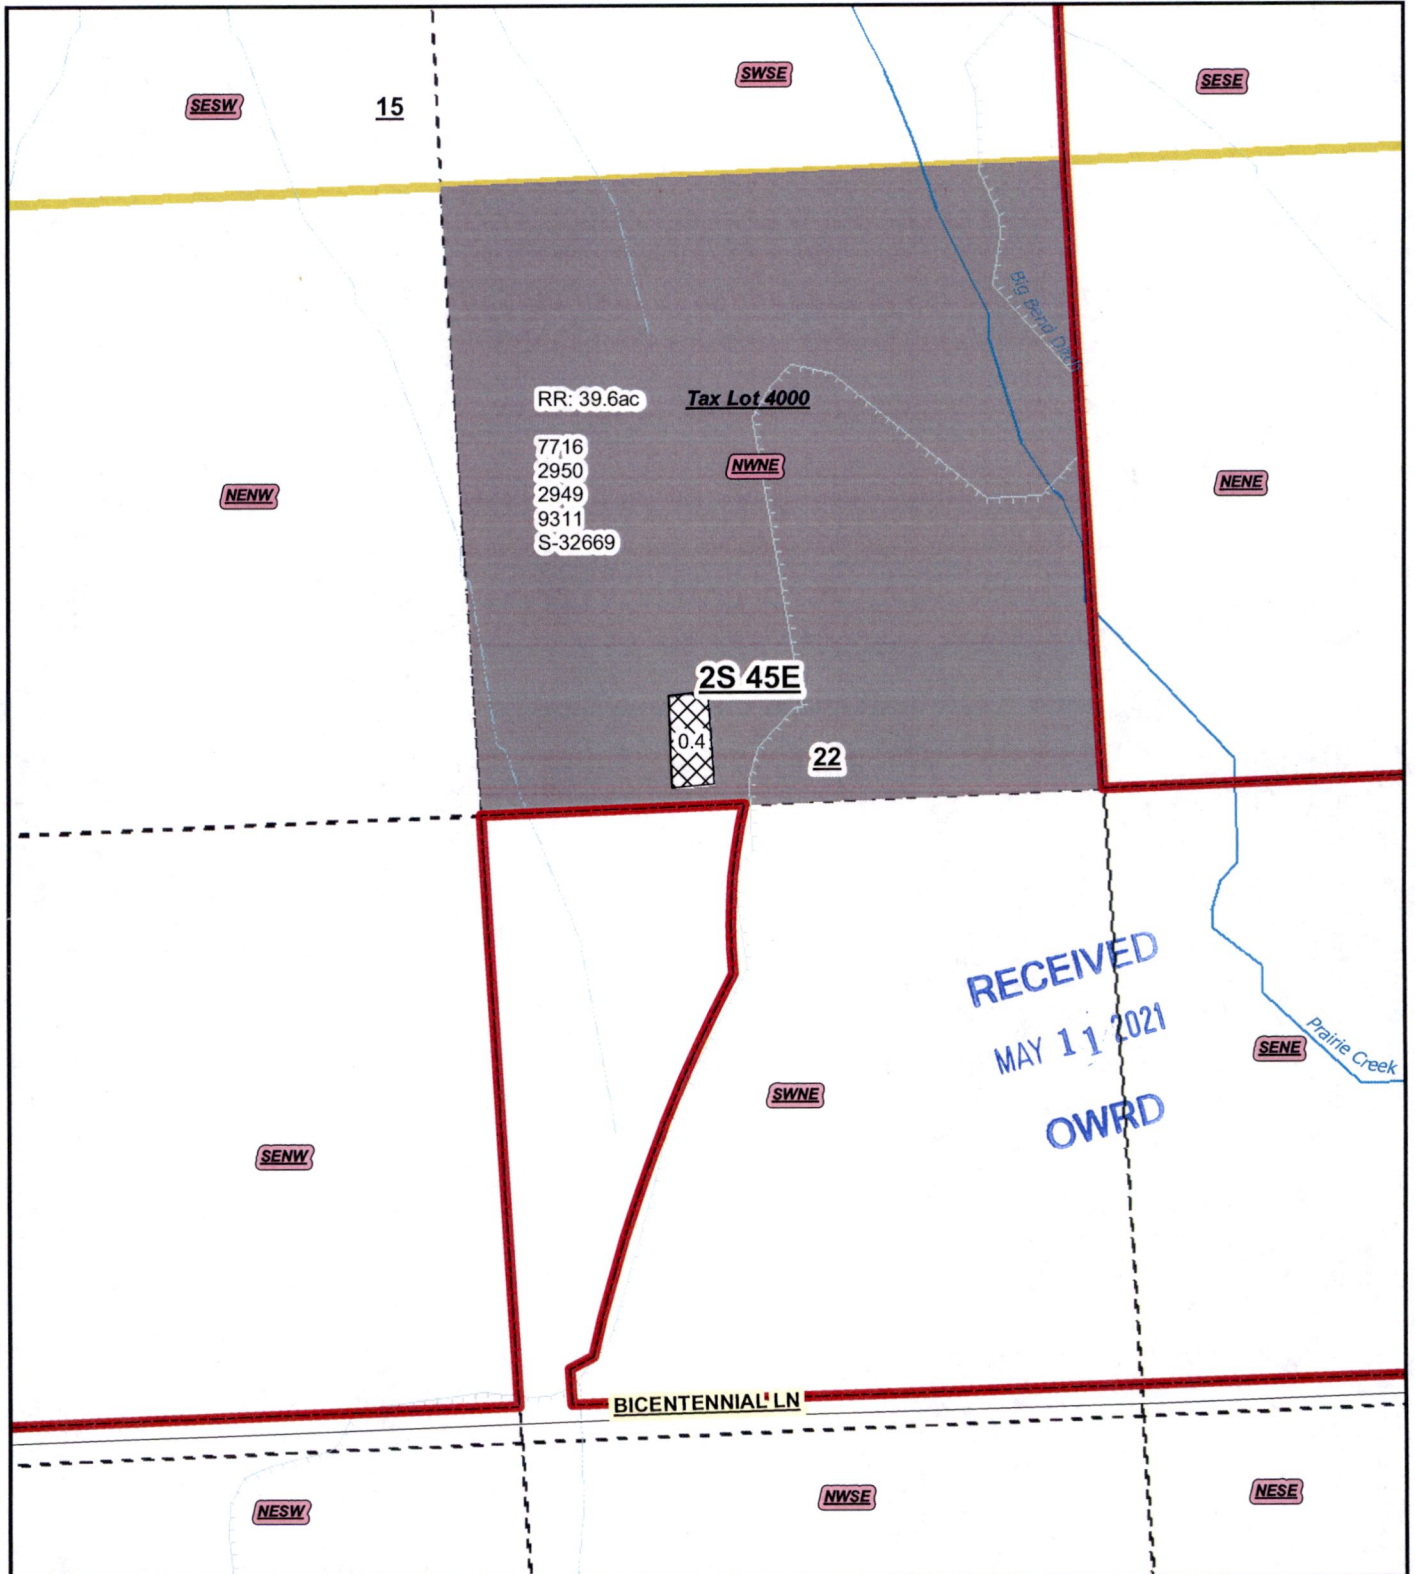 SWSE
SESE
SESW
15
Big Bend Ditch
RR: 39.6ac
Tax Lot 4000
7716
2950
2949
9311
S-32669
NWNE
NENW
NENE
2S 45E
0.4
22
RECEIVED
MAY 11 2021
OWRD
Prairie Creek
SENE
SWNE
SENW
BICENTENNIAL LN
NESW
NWSE
NESE